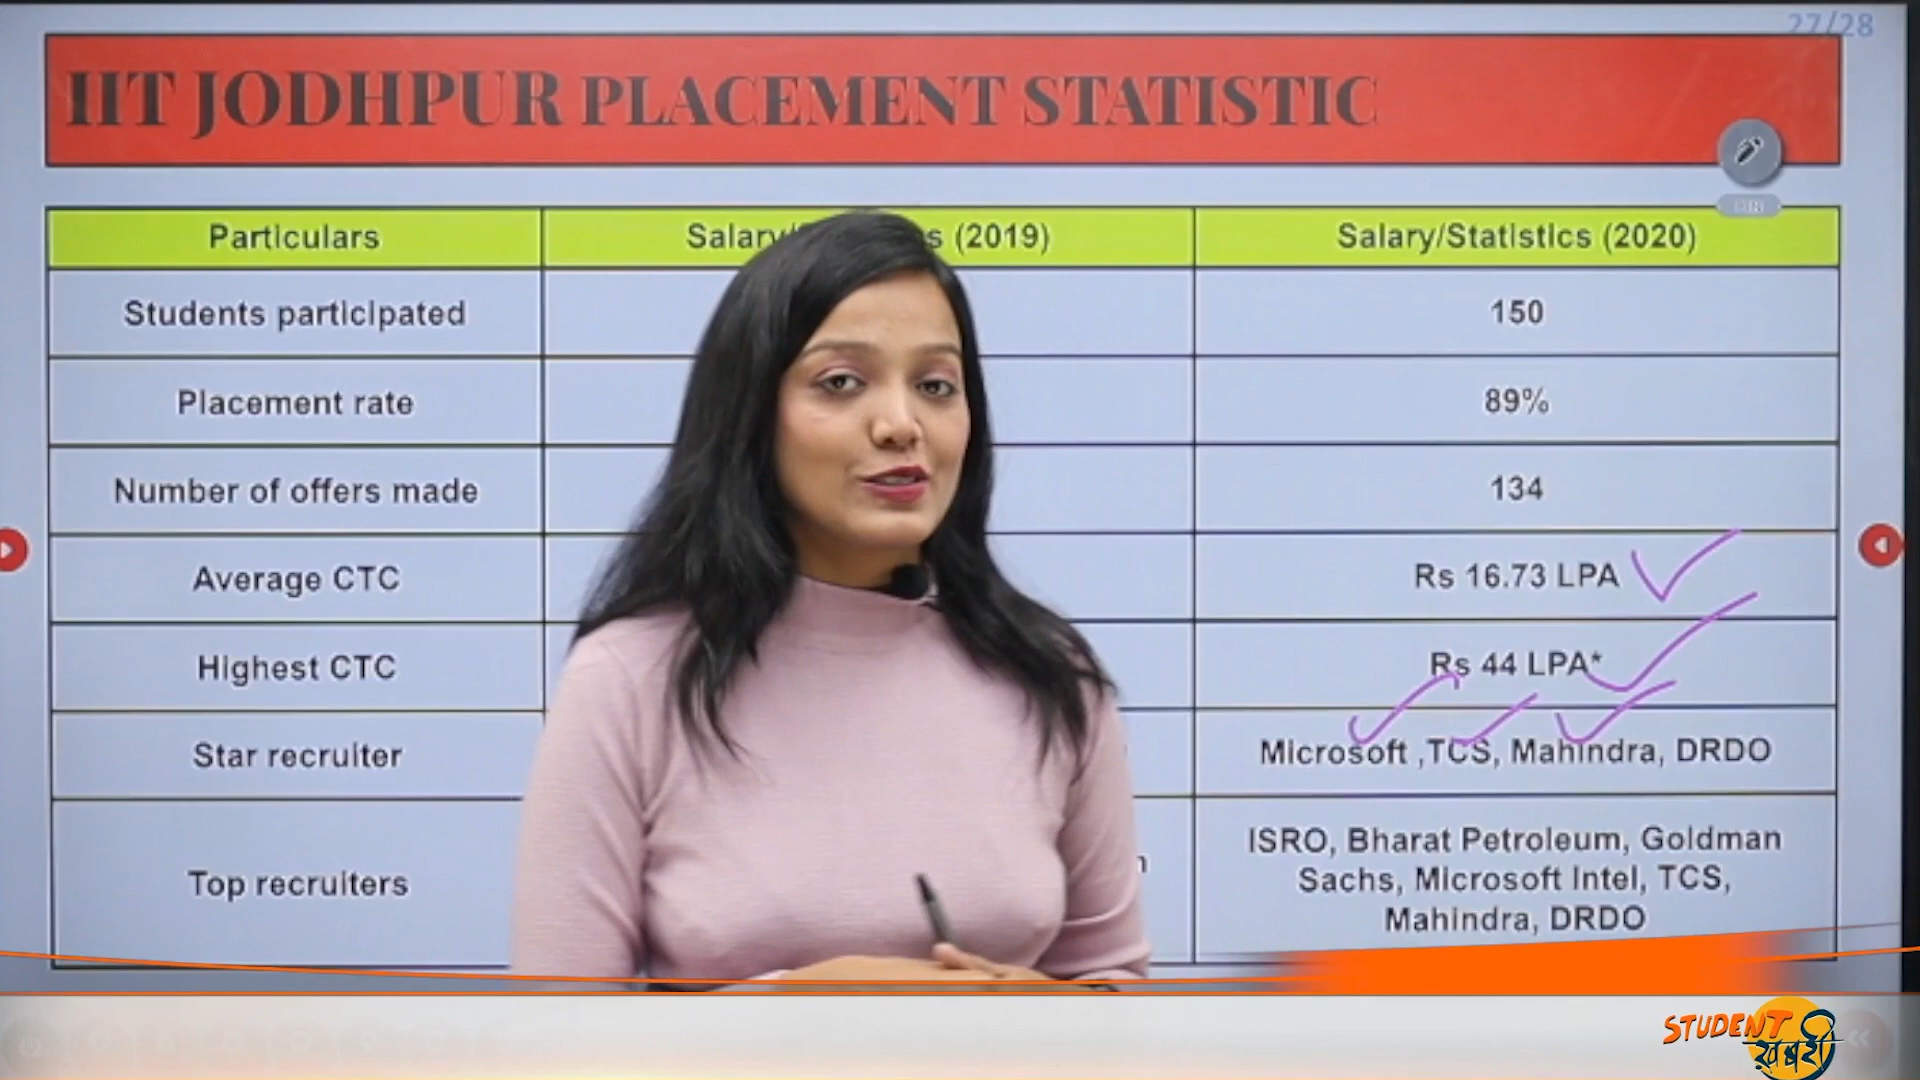 27/28
IIT JODHPUR PLACEMENT STATISTIC
Particulars
(2019)
Salary/Statistics (2020)
Students participated
150
Placement rate
89%
Number of offers made
134
Average CTC
Rs 16.73 LPA
Highest CTC
Rs 44 LPA*
Star recruiter
Microsoft ,TCS, Mahindra, DRDO
Top recruiters
ISRO, Bharat Petroleum, Goldman
Sachs, Microsoft Intel, TCS,
Mahindra, DRDO
STUDENT
खबरी